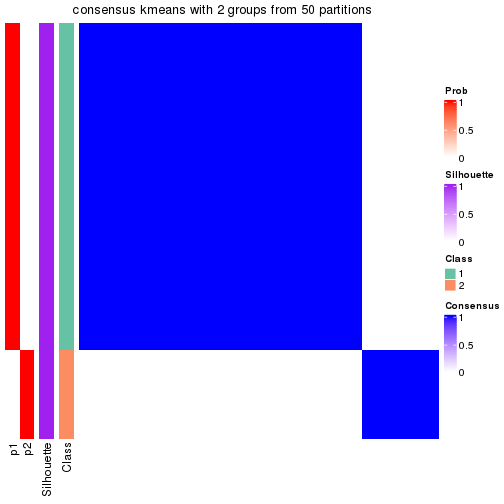 consensus kmeans with 2 groups from 50 partitions
Prob
1
0.5
0
Silhouette
1
0.5
0
Class
1
2
Consensus
1
0.5
0
p1
p2
Silhouette
Class